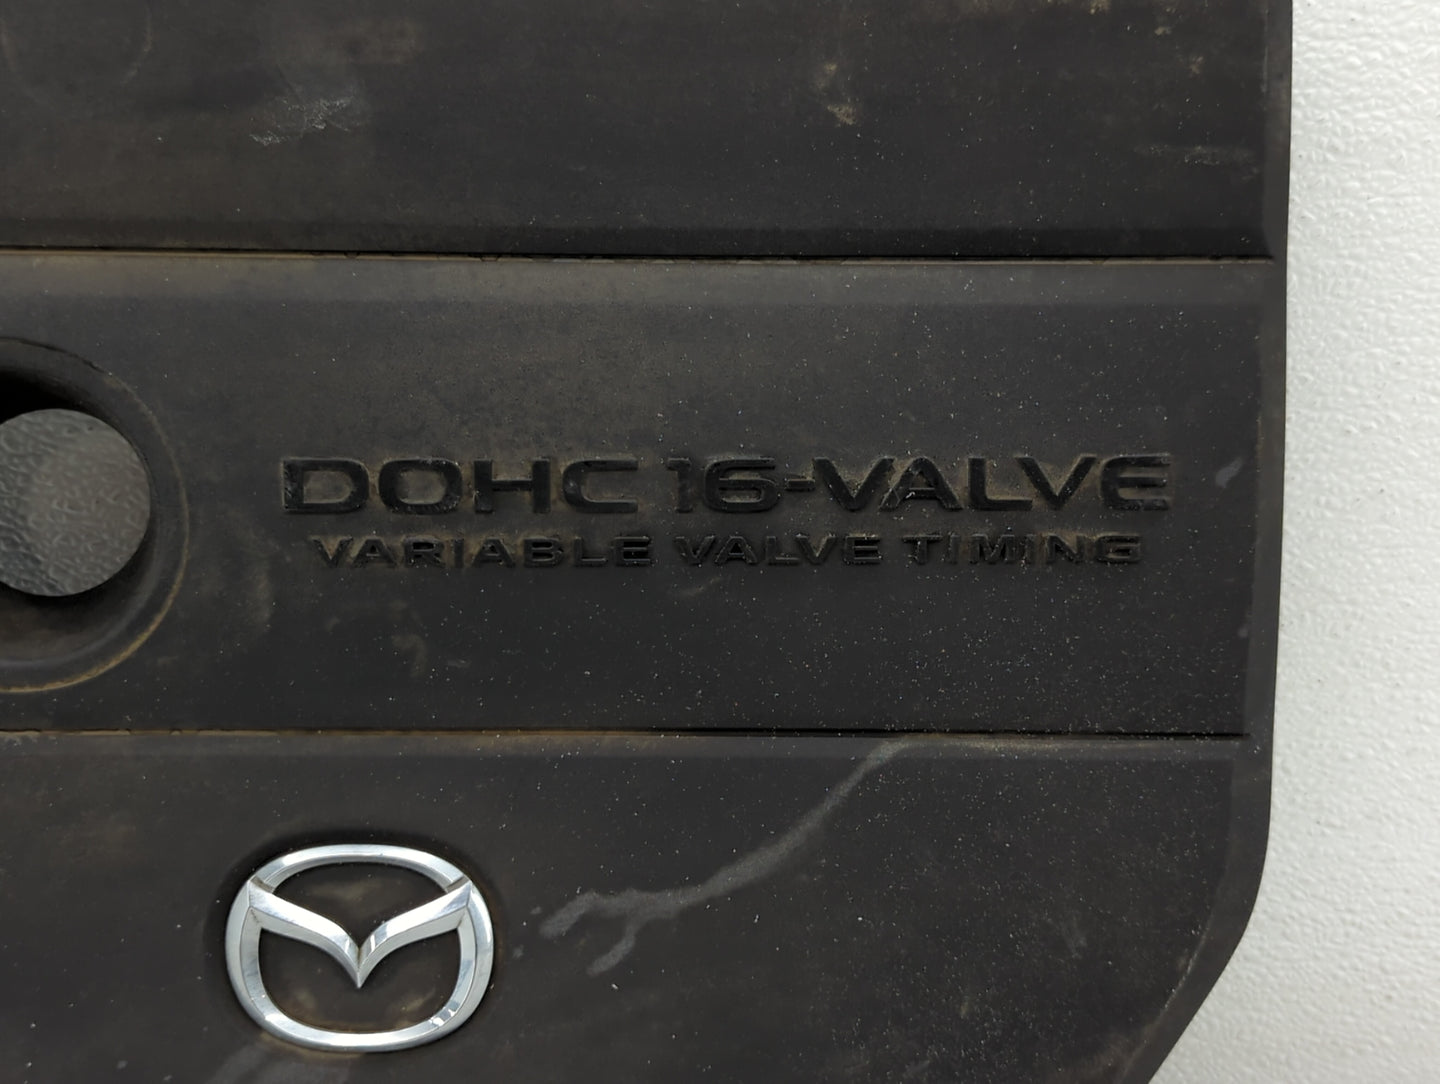 DOHC 16-VALVE
VARIABLE VALVE TIMING